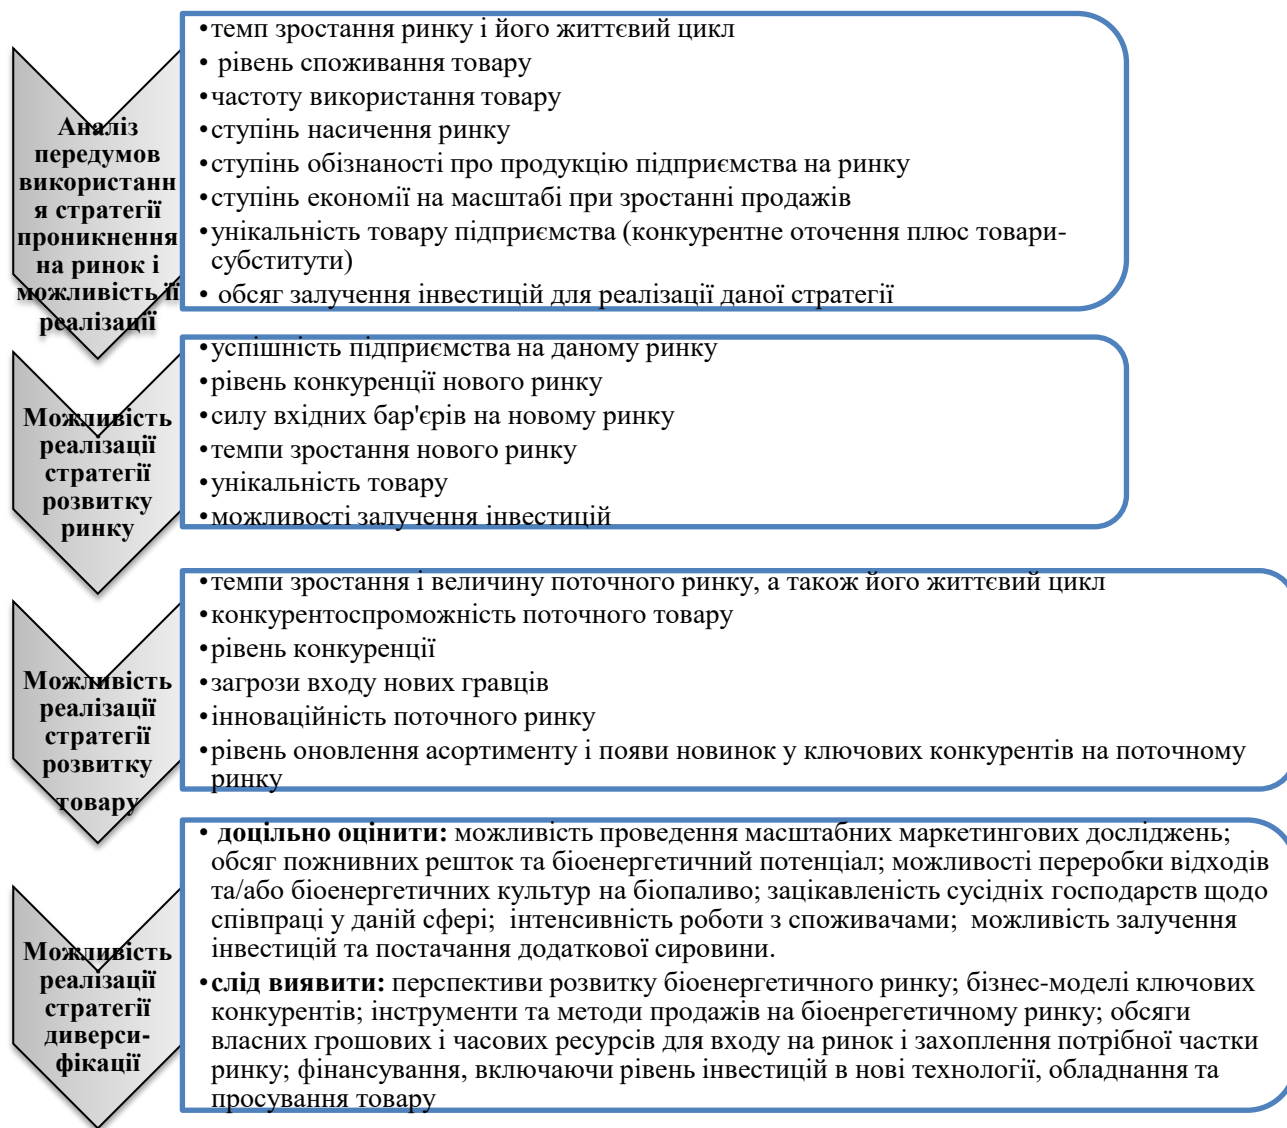 Аналіз
передумов
використанн
я стратегії
проникнення
на ринок і
можливість її
реалізації
•темп зростання ринку і його життєвий цикл
• рівень споживання товару
•частоту використання товару
•ступінь насичення ринку
•ступінь обізнаності про продукцію підприємства на ринку
•ступінь економії на масштабі при зростанні продажів
•унікальність товару підприємства (конкурентне оточення плюс товари-
субститути)
• обсяг залучення інвестицій для реалізації даної стратегії
Можливість
реалізації
стратегії
розвитку
ринку
•успішність підприємства на даному ринку
•рівень конкуренції нового ринку
•силу вхідних бар'єрів на новому ринку
•темпи зростання нового ринку
•унікальність товару
•можливості залучення інвестицій
Можливість
реалізації
стратегії
розвитку
товару
•темпи зростання і величину поточного ринку, а також його життєвий цикл
•конкурентоспроможність поточного товару
•рівень конкуренції
•загрози входу нових гравців
•інноваційність поточного ринку
•рівень оновлення асортименту і появи новинок у ключових конкурентів на поточному
ринку
Можливість
реалізації
стратегії
диверси-
фікації
• доцільно оцінити: можливість проведення масштабних маркетингових досліджень;
обсяг пожнивних решток та біоенергетичний потенціал; можливості переробки відходів
та/або біоенергетичних культур на біопаливо; зацікавленість сусідніх господарств щодо
співпраці у даній сфері; інтенсивність роботи з споживачами; можливість залучення
інвестицій та постачання додаткової сировини.
•слід виявити: перспективи розвитку біоенергетичного ринку; бізнес-моделі ключових
конкурентів; інструменти та методи продажів на біоенрегетичному ринку; обсяги
власних грошових і часових ресурсів для входу на ринок і захоплення потрібної частки
ринку; фінансування, включаючи рівень інвестицій в нові технології, обладнання та
просування товару